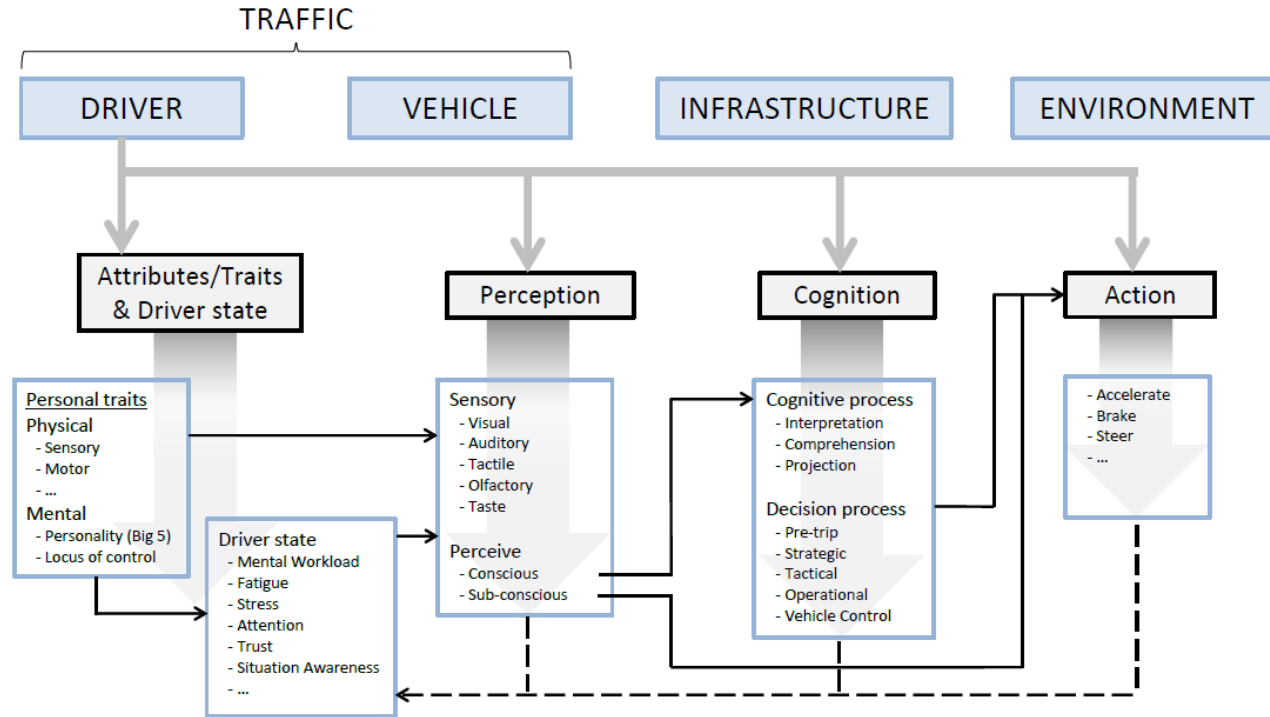 TRAFFIC
DRIVER
VEHICLE
INFRASTRUCTURE
ENVIRONMENT
Attributes/Traits
& Driver state
Perception
Cognition
Action
Personal traits
Physical
- Sensory
- Motor
- ...
Mental
- Personality (Big 5)
- Locus of control
Driver state
- Mental Workload
- Fatigue
- Stress
- Attention
- Trust
- Situation Awareness
- ...
Sensory
- Visual
- Auditory
- Tactile
- Olfactory
- Taste
Perceive
- Conscious
- Sub-conscious
Cognitive process
- Interpretation
- Comprehension
- Projection
Decision process
- Pre-trip
- Strategic
- Tactical
- Operational
- Vehicle Control
- Accelerate
- Brake
- Steer
- ...